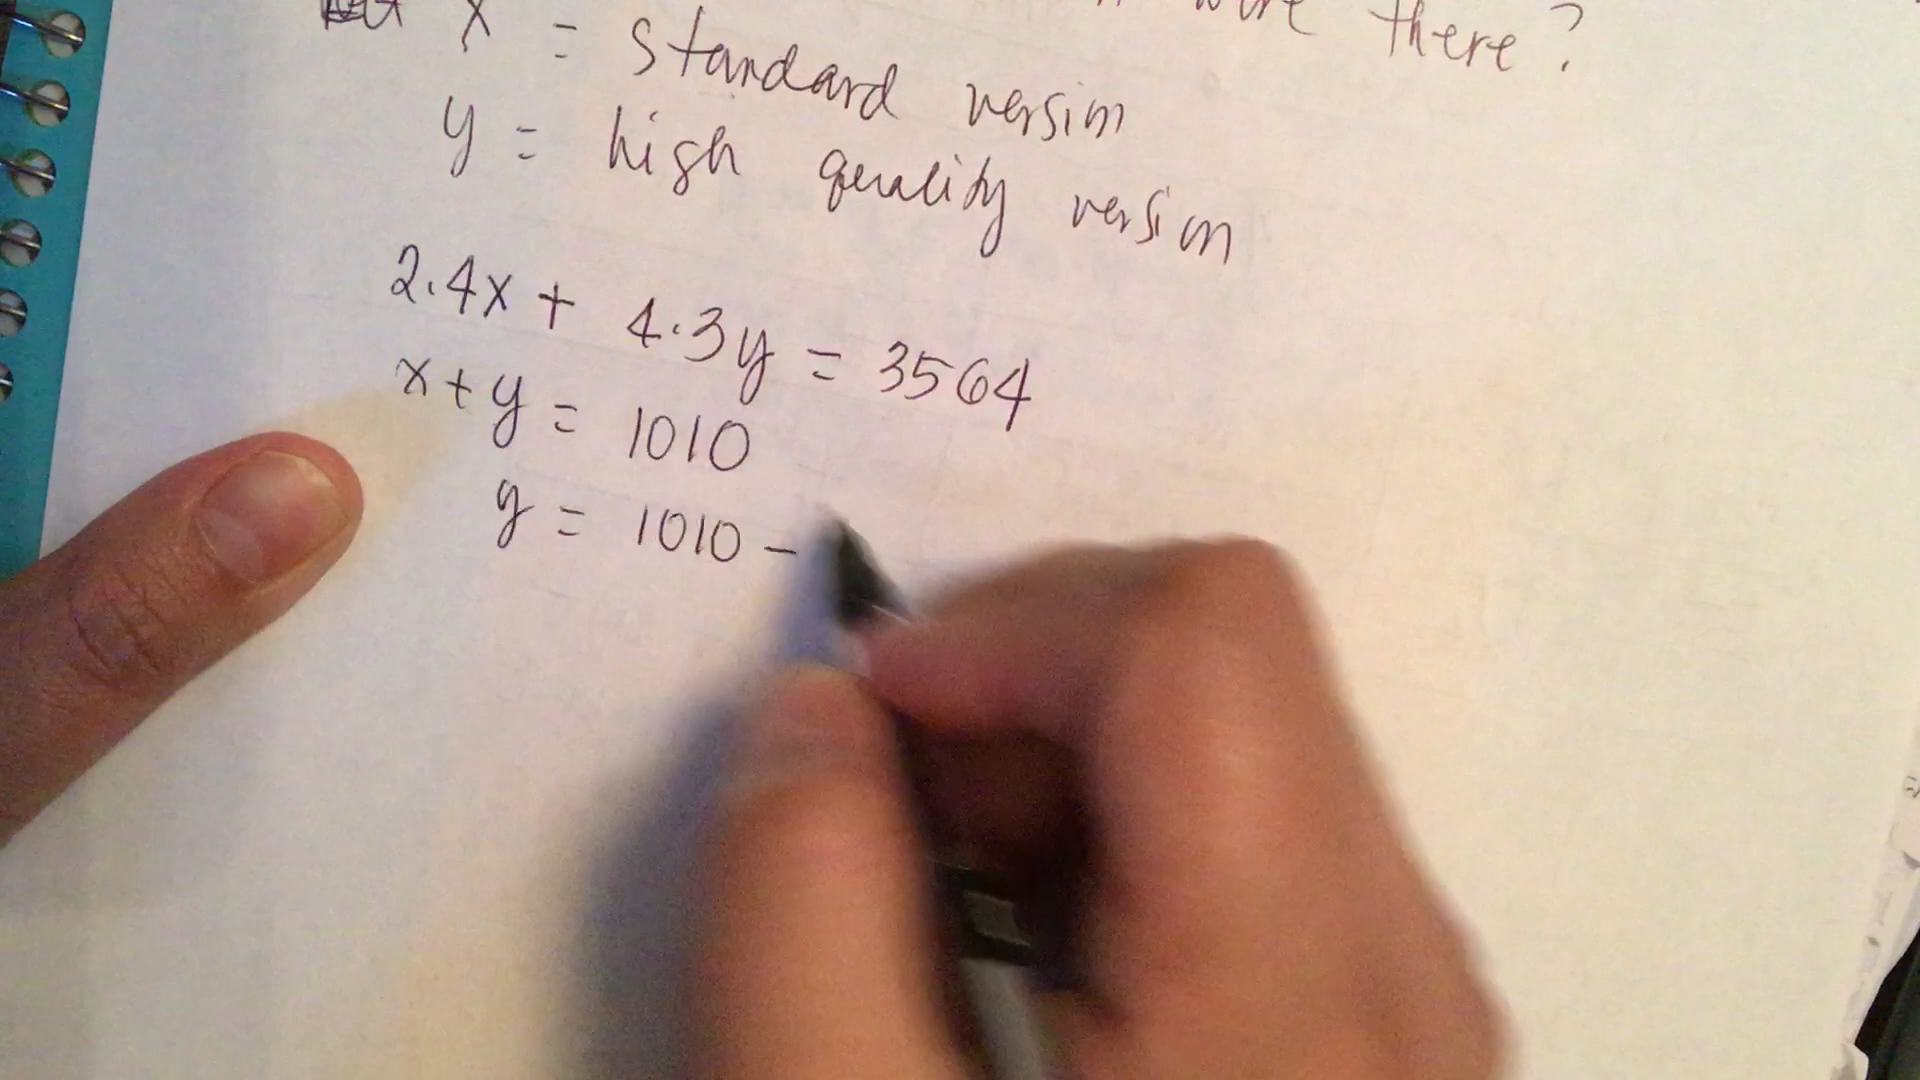 there?
x = standard version
y = high quality version
2.4x + 4.3y = 3564
x+y = 1010
y = 1010 -